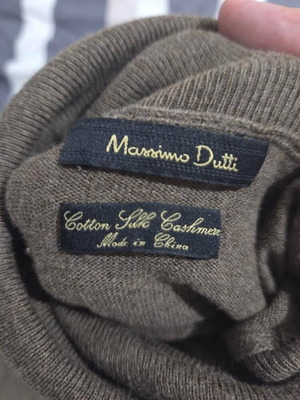 Massimo Dutti
Cotton Silk Cashmere
Made in China